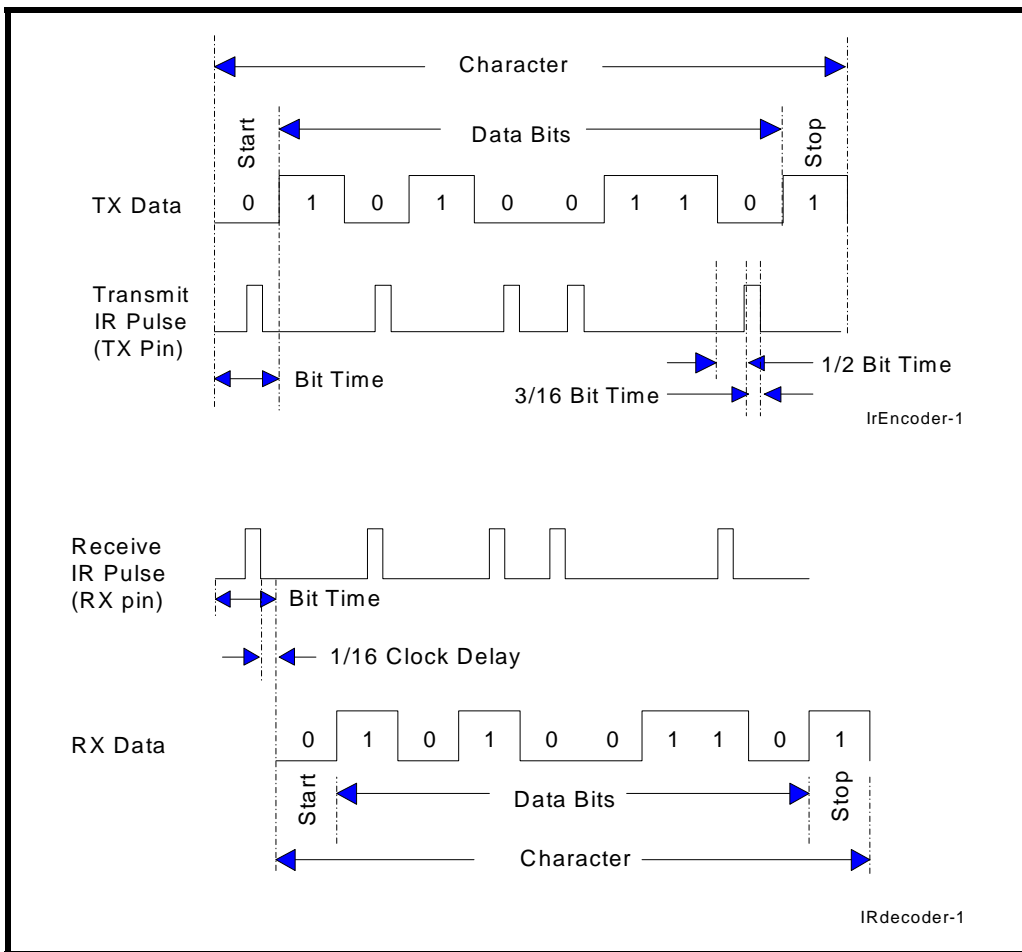 Character
Start
Data Bits
Stop
TX Data
0 1 0 1 0 0 1 1 0 1
Transmit
IR Pulse
(TX Pin)
Bit Time
1/2 Bit Time
3/16 Bit Time
IrEncoder-1
Receive
IR Pulse
(RX pin)
Bit Time
1/16 Clock Delay
RX Data
0 1 0 1 0 0 1 1 0 1
Start
Data Bits
Stop
Character
IRdecoder-1